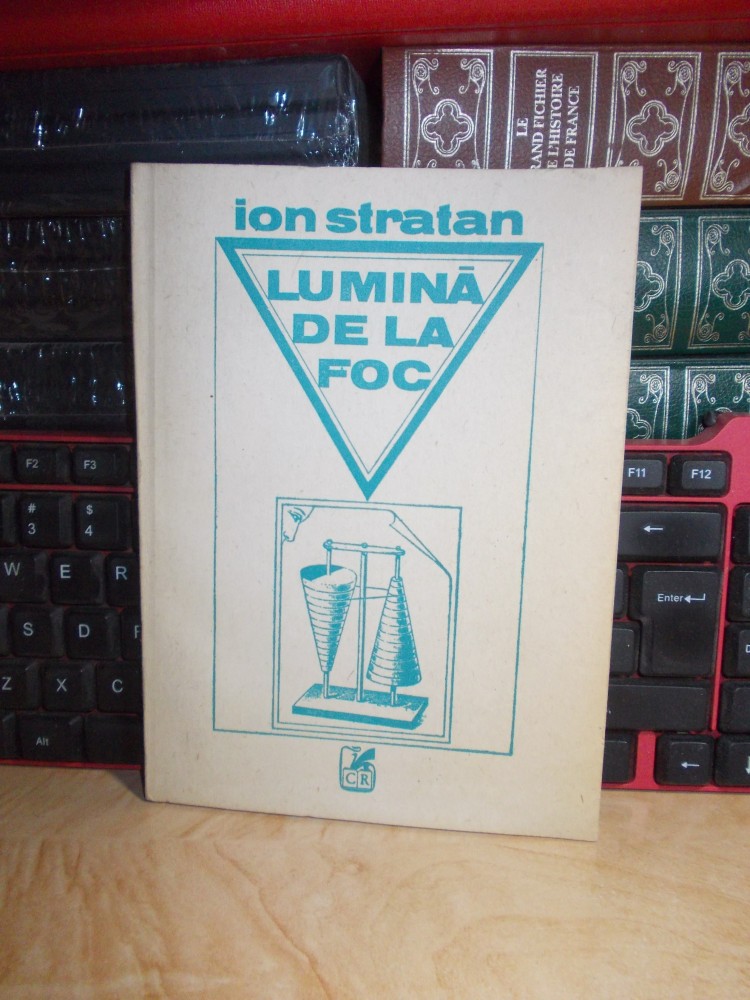 LE
GRAND FICHIER
DE L'HISTOIRE
DE FRANCE
ion stratan
LUMINĂ
DE LA
FOC
CR
F2
F3
F11
F12
#
3
$
4
W
E
R
Enter
S
D
F
Z
X
C
Alt